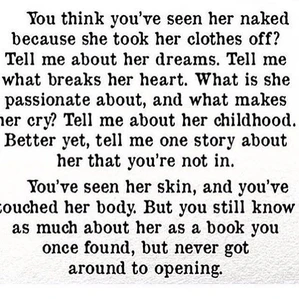 You think you've seen her naked
because she took her clothes off?
Tell me about her dreams. Tell me
what breaks her heart. What is she
passionate about, and what makes
her cry? Tell me about her childhood.
Better yet, tell me one story about
her that you're not in.
You've seen her skin, and you've
touched her body. But you still know
as much about her as a book you
once found, but never got
around to opening.